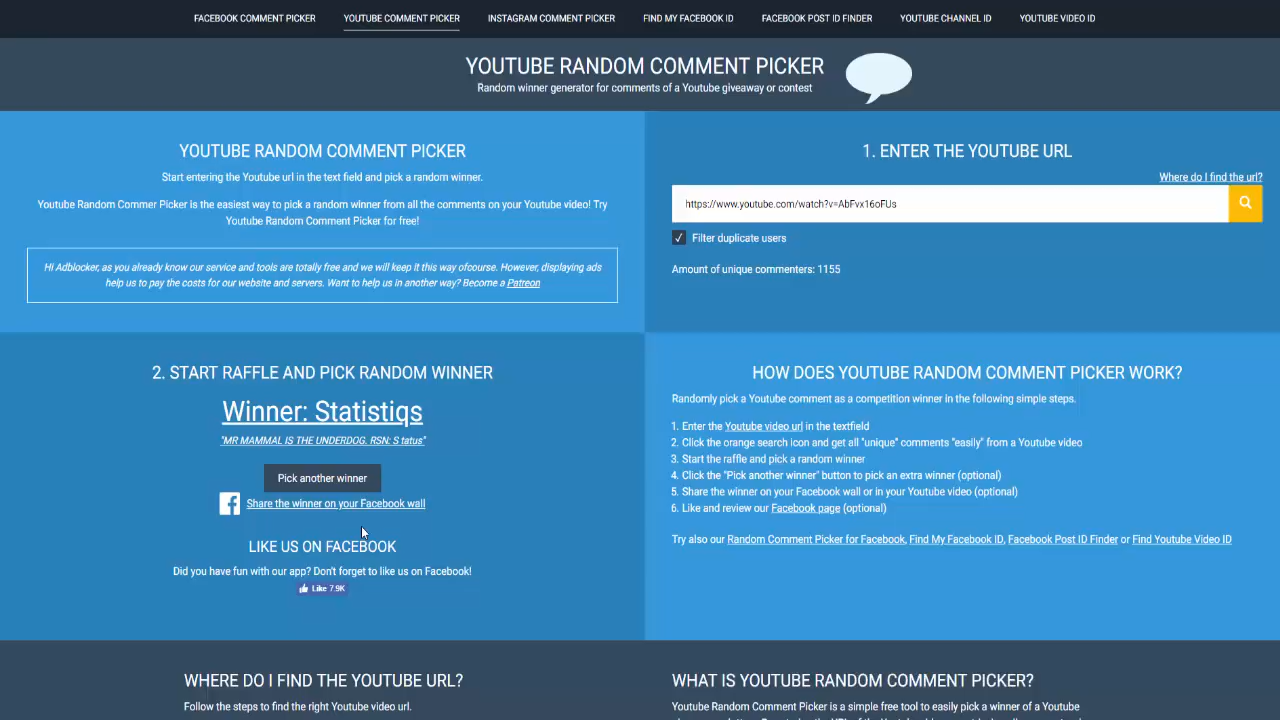 FACEBOOK COMMENT PICKER YOUTUBE COMMENT PICKER INSTAGRAM COMMENT PICKER FIND MY FACEBOOK ID FACEBOOK POST ID FINDER YOUTUBE CHANNEL ID YOUTUBE VIDEO ID
YOUTUBE RANDOM COMMENT PICKER
Random winner generator for comments of a Youtube giveaway or contest
YOUTUBE RANDOM COMMENT PICKER
Start entering the Youtube url in the text field and pick a random winner.
Youtube Random Commer Picker is the easiest way to pick a random winner from all the comments on your Youtube video! Try
Youtube Random Comment Picker for free!
Hi Adblocker, as you already know our service and tools are totally free and we will keep it this way ofcourse. However, displaying ads
help us to pay the costs for our website and servers. Want to help us in another way? Become a Patreon
1. ENTER THE YOUTUBE URL
Where do I find the url?
https://www.youtube.com/watch?v=AbFvx16oFUs
Filter duplicate users
Amount of unique commenters: 1155
2. START RAFFLE AND PICK RANDOM WINNER
Winner: Statistiqs
"MR MAMMAL IS THE UNDERDOG. RSN: S tatus"
Pick another winner
Share the winner on your Facebook wall
LIKE US ON FACEBOOK
Did you have fun with our app? Don't forget to like us on Facebook!
Like 7.9K
HOW DOES YOUTUBE RANDOM COMMENT PICKER WORK?
Randomly pick a Youtube comment as a competition winner in the following simple steps.
1. Enter the Youtube video url in the textfield
2. Click the orange search icon and get all "unique" comments "easily" from a Youtube video
3. Start the raffle and pick a random winner
4. Click the "Pick another winner" button to pick an extra winner (optional)
5. Share the winner on your Facebook wall or in your Youtube video (optional)
6. Like and review our Facebook page (optional)
Try also our Random Comment Picker for Facebook, Find My Facebook ID, Facebook Post ID Finder or Find Youtube Video ID
WHERE DO I FIND THE YOUTUBE URL?
Follow the steps to find the right Youtube video url.
WHAT IS YOUTUBE RANDOM COMMENT PICKER?
Youtube Random Comment Picker is a simple free tool to easily pick a winner of a Youtube